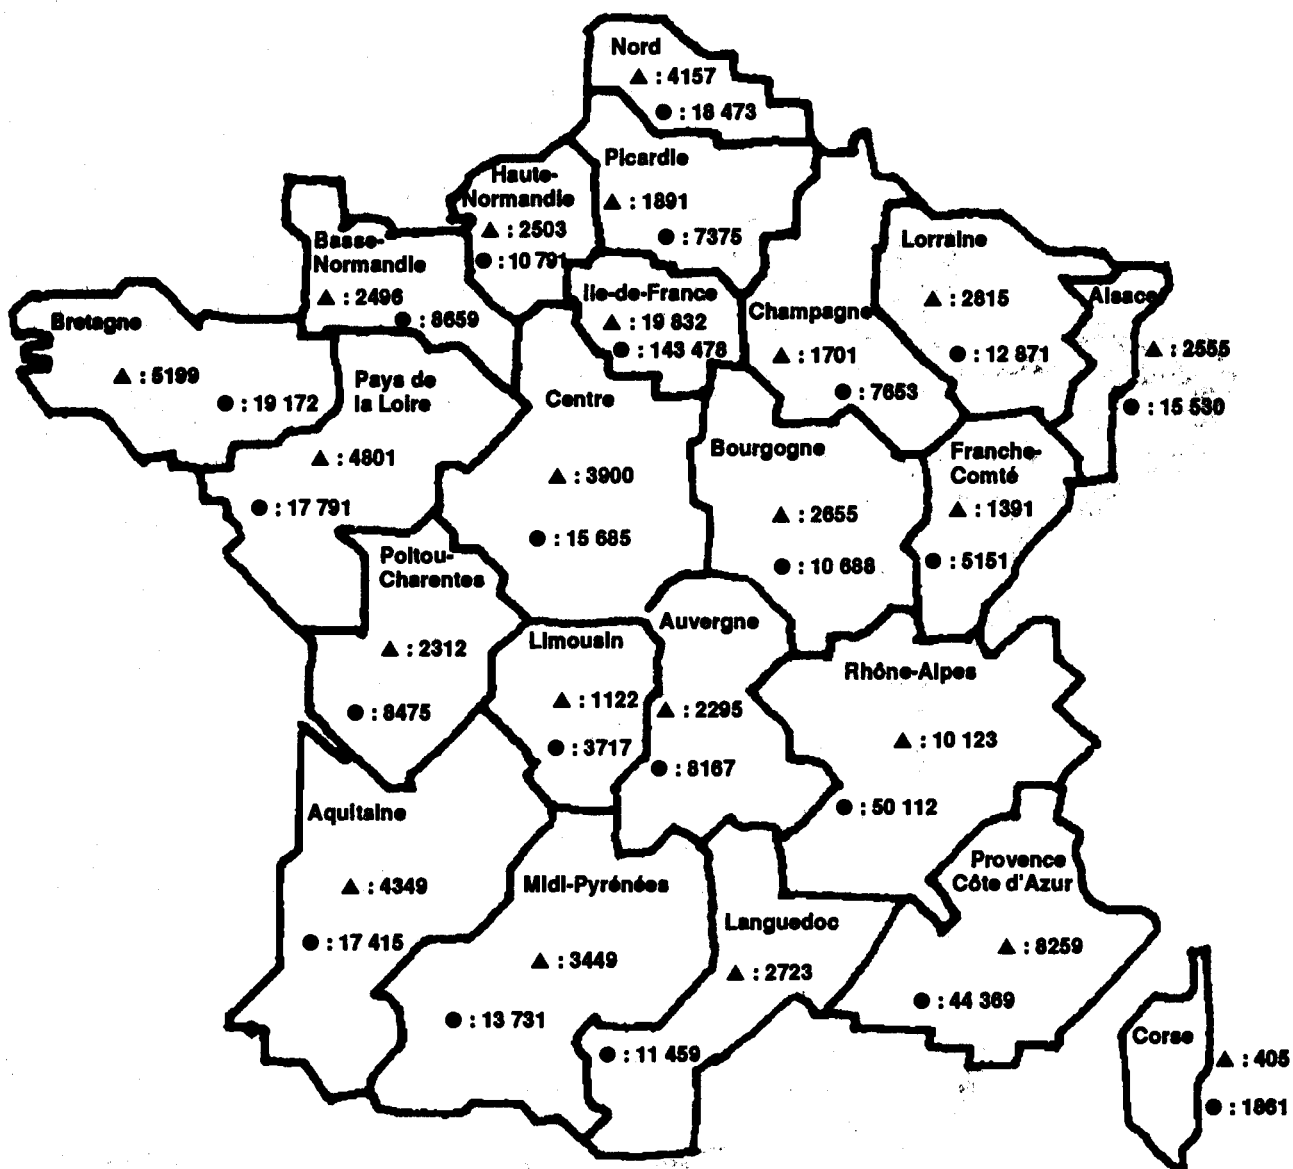 Nord
▲ : 4157
● : 18 473
Picardie
▲ : 1891
● : 7375
Haute-
Normandie
▲ : 2503
● : 10 791
Basse-
Normandie
▲ : 2496
● : 8659
Ile-de-France
▲ : 19 832
● : 143 478
Champagne
▲ : 1701
● : 7653
Lorraine
▲ : 2815
● : 12 871
Alsace
▲ : 2555
● : 15 530
Bretagne
▲ : 5199
● : 19 172
Pays de
la Loire
▲ : 4801
● : 17 791
Centre
▲ : 3900
● : 15 685
Bourgogne
▲ : 2655
● : 10 688
Franche-
Comté
▲ : 1391
● : 5151
Poitou-
Charentes
▲ : 2312
● : 8475
Limousin
▲ : 1122
● : 3717
Auvergne
▲ : 2295
● : 8167
Rhône-Alpes
▲ : 10 123
● : 50 112
Aquitaine
▲ : 4349
● : 17 415
Midi-Pyrénées
▲ : 3449
● : 13 731
Languedoc
▲ : 2723
● : 11 459
Provence
Côte d'Azur
▲ : 8259
● : 44 369
Corse
▲ : 405
● : 1861